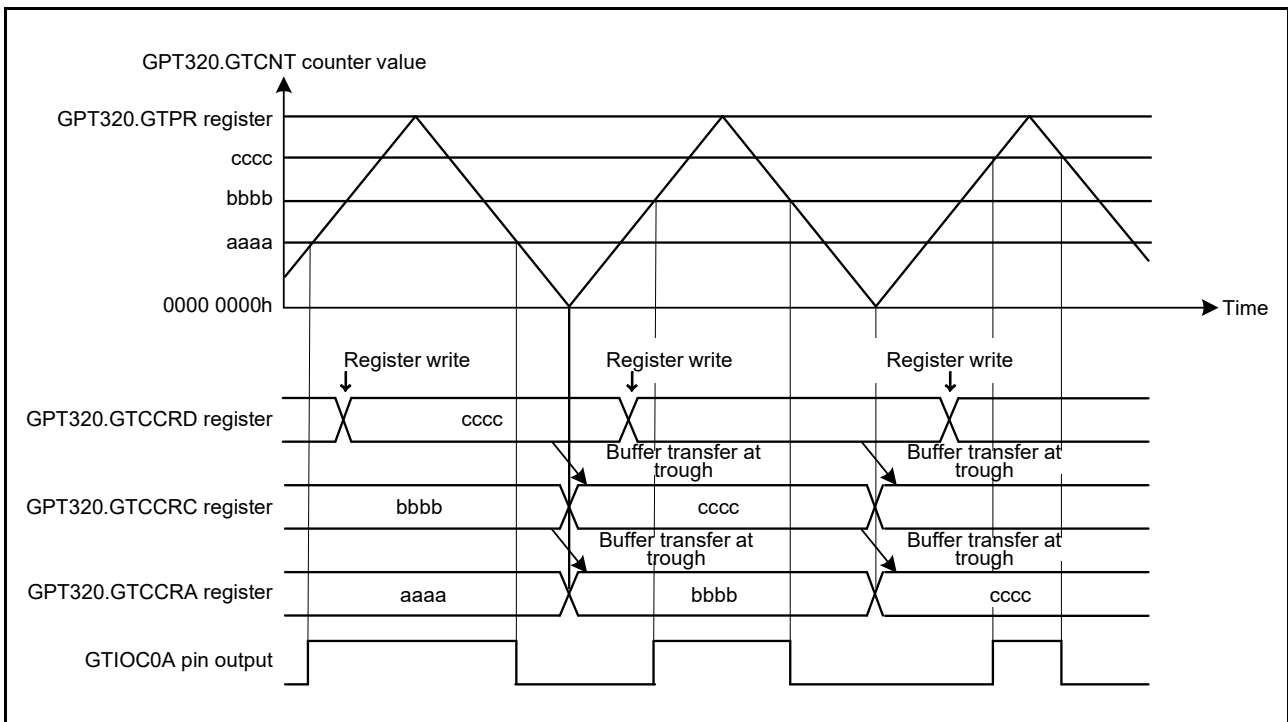 GPT320.GTCNT counter value
GPT320.GTPR register
cccc
bbbb
aaaa
0000 0000h
Time
Register write
Register write
Register write
GPT320.GTCCRD register
cccc
Buffer transfer at
trough
Buffer transfer at
trough
GPT320.GTCCRC register
bbbb
cccc
Buffer transfer at
trough
Buffer transfer at
trough
GPT320.GTCCRA register
aaaa
bbbb
cccc
GTIOC0A pin output